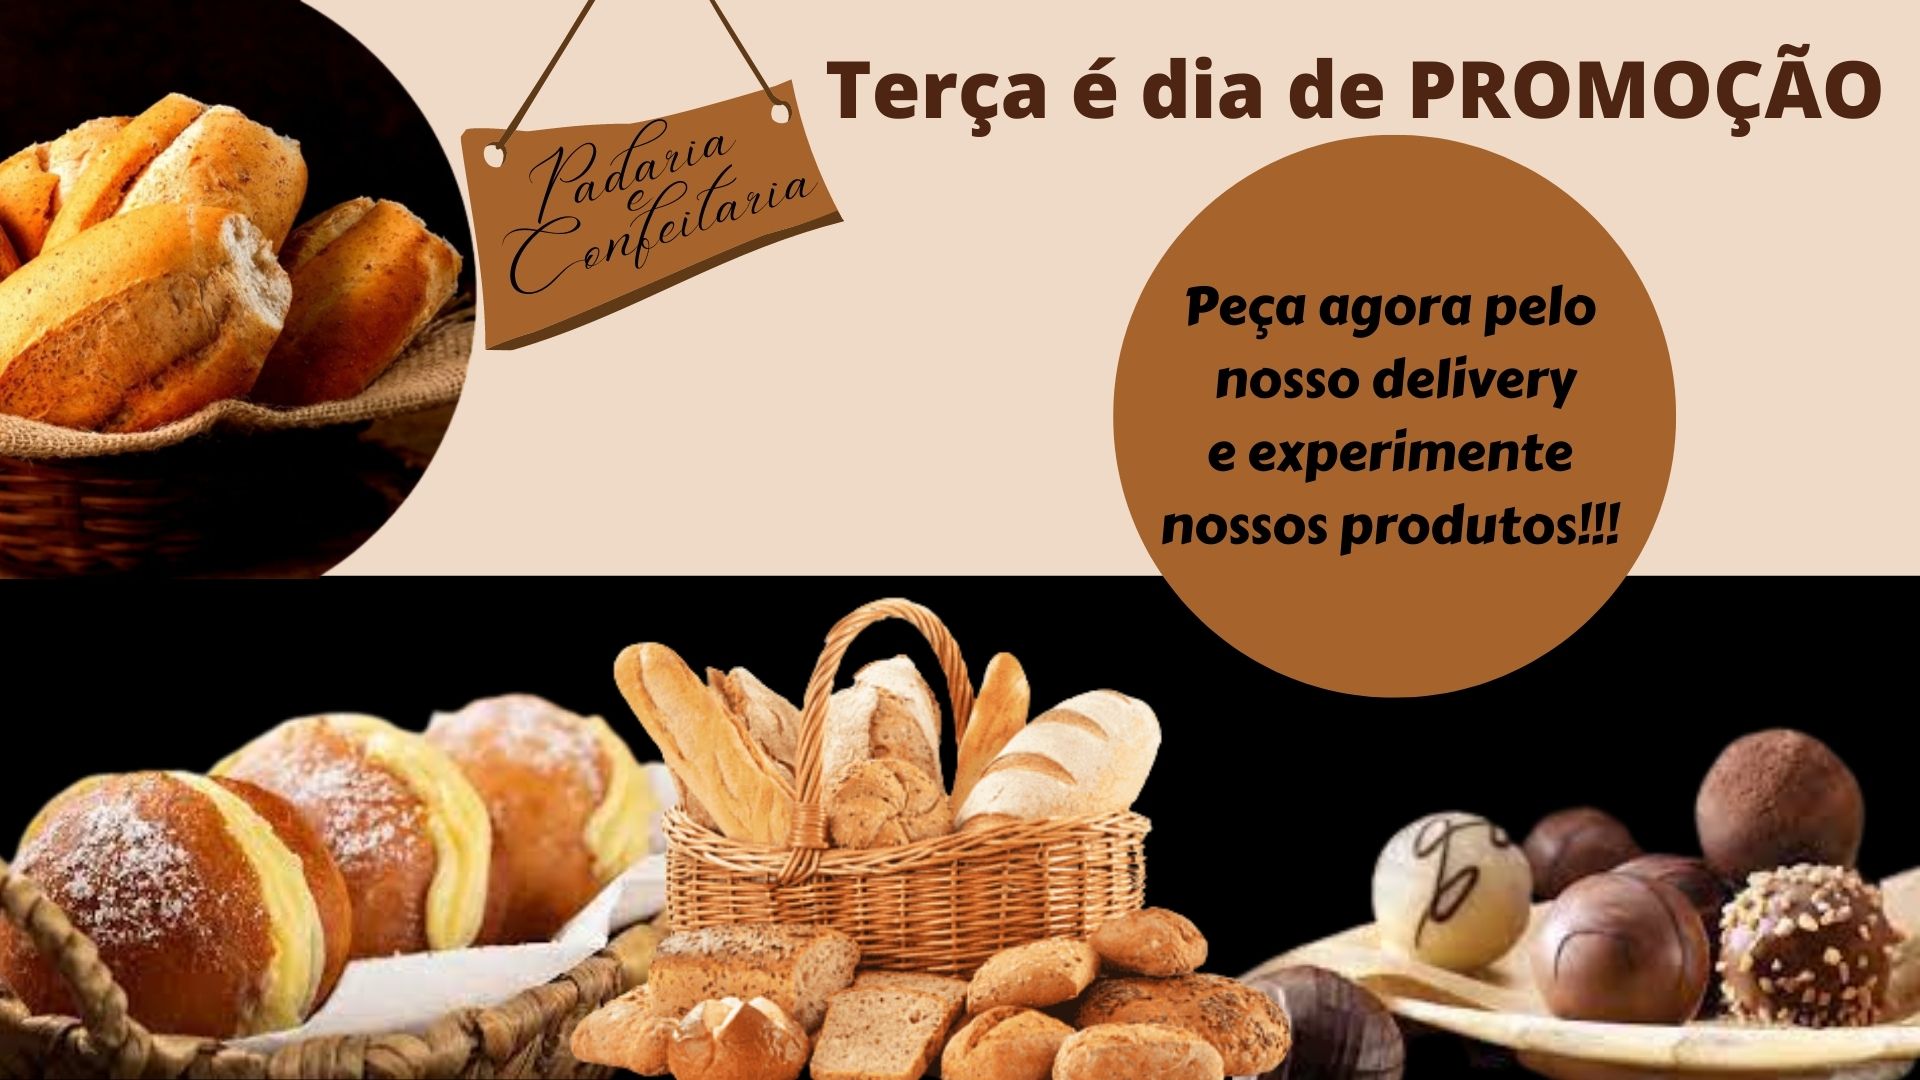 Terça é dia de PROMOÇÃO
Padaria
e
Confeitaria
Peça agora pelo
nosso delivery
e experimente
nossos produtos!!!